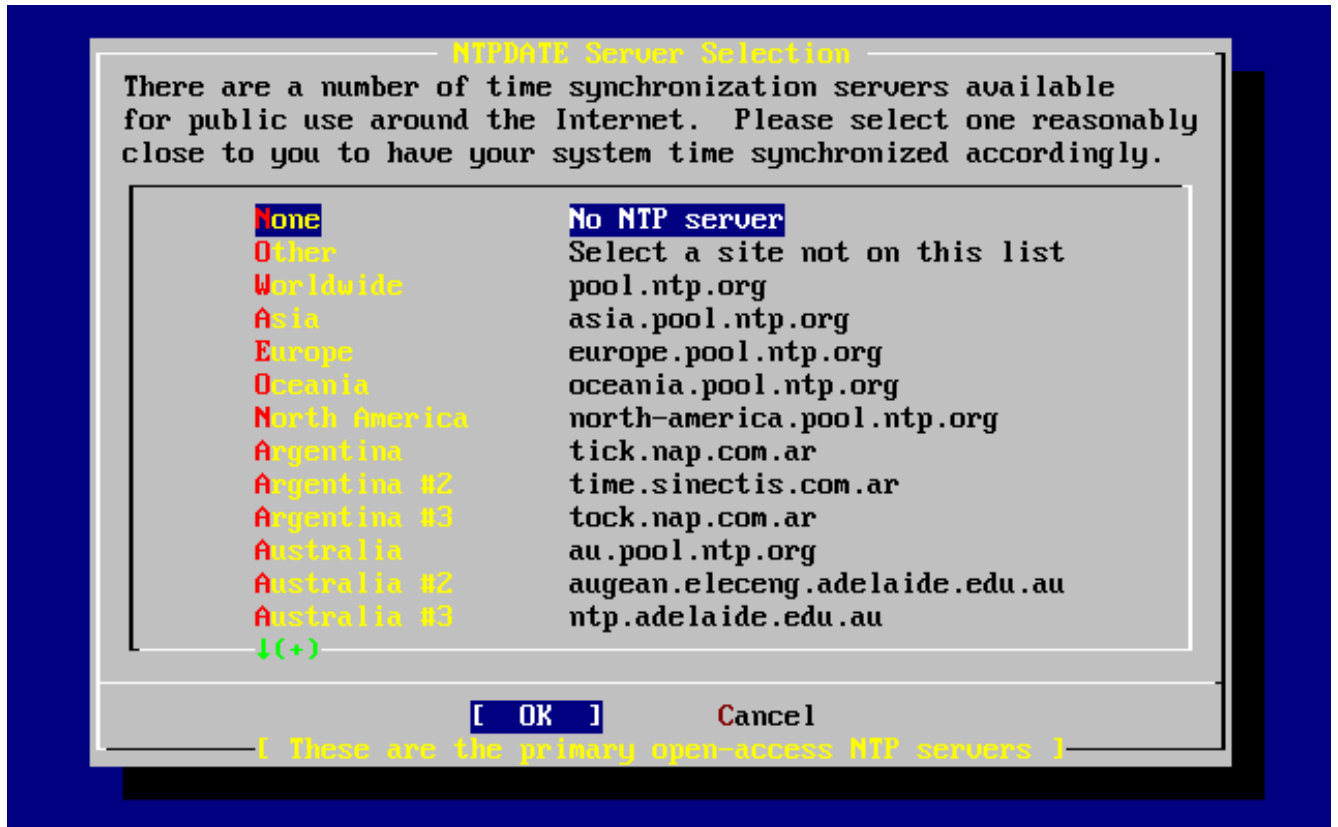 NTPDATE Server Selection
There are a number of time synchronization servers available
for public use around the Internet.  Please select one reasonably
close to you to have your system time synchronized accordingly.
None No NTP server
Other Select a site not on this list
Worldwide pool.ntp.org
Asia asia.pool.ntp.org
Europe europe.pool.ntp.org
Oceania oceania.pool.ntp.org
North America north-america.pool.ntp.org
Argentina tick.nap.com.ar
Argentina #2 time.sinectis.com.ar
Argentina #3 tock.nap.com.ar
Australia au.pool.ntp.org
Australia #2 augean.eleceng.adelaide.edu.au
Australia #3 ntp.adelaide.edu.au
↓(+)
[  OK  ] Cancel
[ These are the primary open-access NTP servers ]